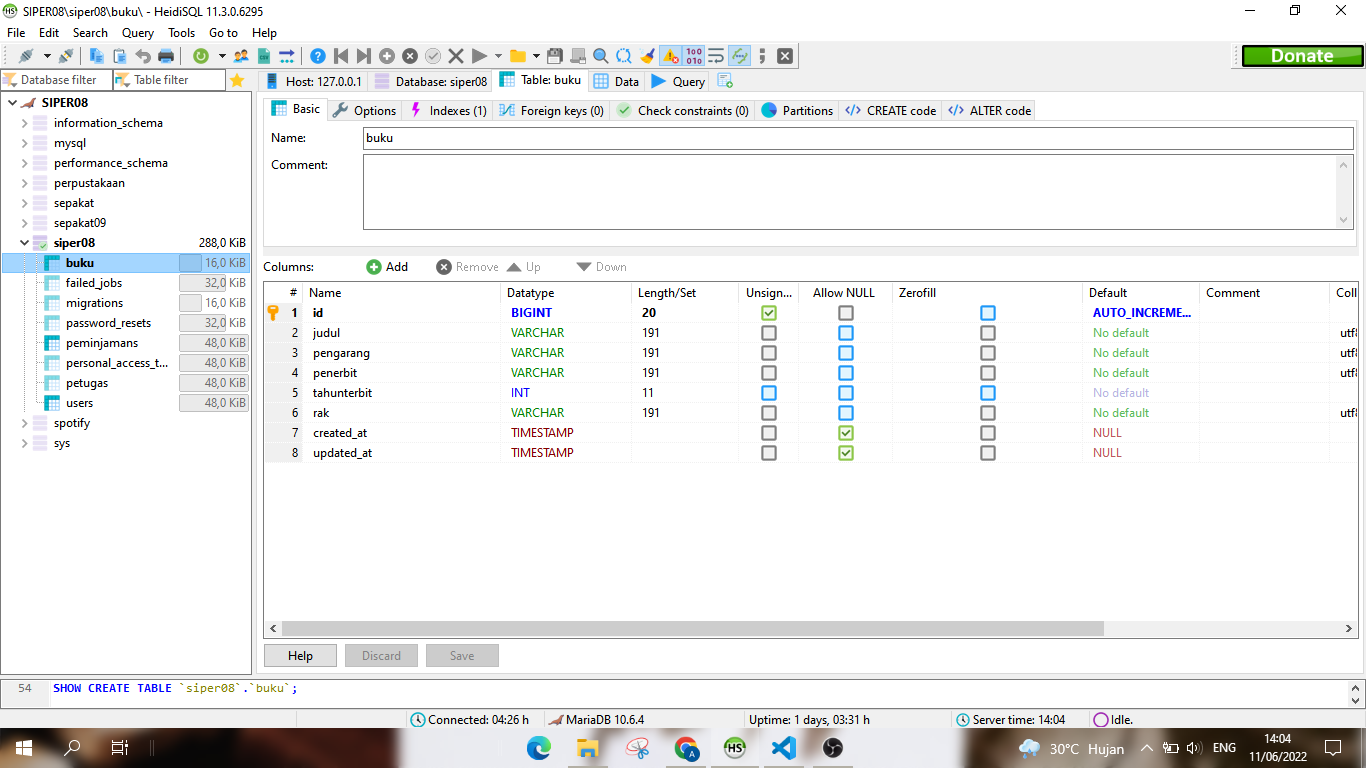 SIPER08\siper08\buku\ - HeidiSQL 11.3.0.6295
File Edit Search Query Tools Go to Help
Donate
Database filter Table filter
Host: 127.0.0.1 Database: siper08 Table: buku Data Query
SIPER08
information_schema
mysql
performance_schema
perpustakaan
sepakat
sepakat09
siper08 288,0 KiB
buku 16,0 KiB
failed_jobs 32,0 KiB
migrations 16,0 KiB
password_resets 32,0 KiB
peminjamans 48,0 KiB
personal_access_t... 48,0 KiB
petugas 48,0 KiB
users 48,0 KiB
spotify
sys
Basic Options Indexes (1) Foreign keys (0) Check constraints (0) Partitions CREATE code ALTER code
Name: buku
Comment:
Columns: Add Remove Up Down
# Name Datatype Length/Set Unsign... Allow NULL Zerofill Default Comment Coll
1 id BIGINT 20 AUTO_INCREME...
2 judul VARCHAR 191 No default utf8
3 pengarang VARCHAR 191 No default utf8
4 penerbit VARCHAR 191 No default utf8
5 tahunterbit INT 11 No default
6 rak VARCHAR 191 No default utf8
7 created_at TIMESTAMP NULL
8 updated_at TIMESTAMP NULL
Help Discard Save
54 SHOW CREATE TABLE `siper08`.`buku`;
Connected: 04:26 h MariaDB 10.6.4 Uptime: 1 days, 03:31 h Server time: 14:04 Idle.
30°C Hujan ENG 14:04
11/06/2022